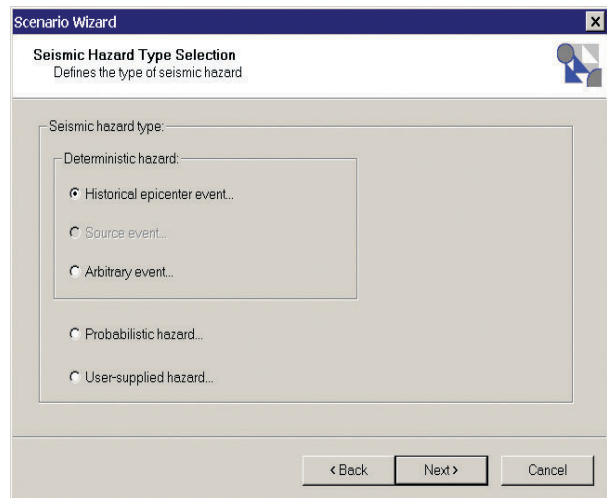 Scenario Wizard
Seismic Hazard Type Selection
Defines the type of seismic hazard
Seismic hazard type:
Deterministic hazard:
Historical epicenter event...
Source event...
Arbitrary event...
Probabilistic hazard...
User-supplied hazard...
< Back Next > Cancel